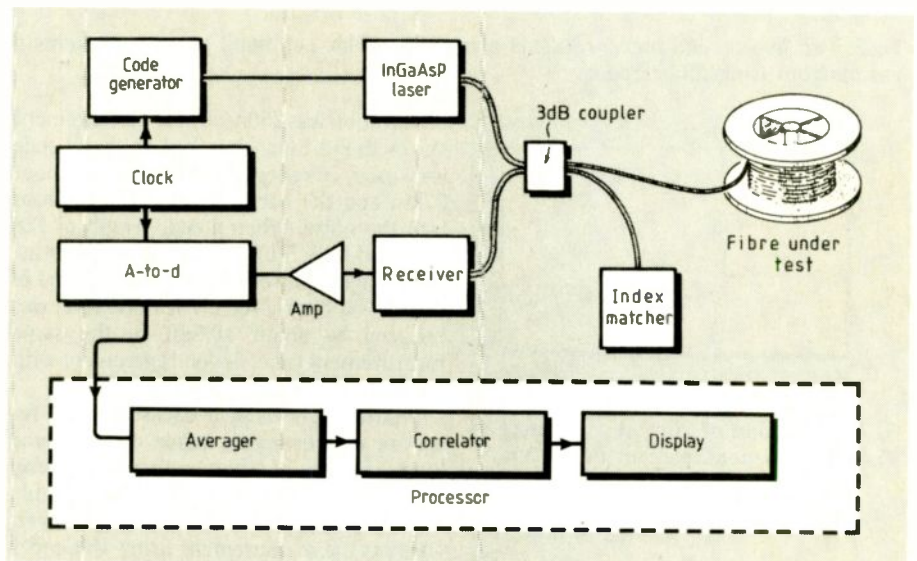 Code
generator
InGaAsP
laser
3dB coupler
Clock
A-to-d
Amp
Receiver
Index
matcher
Fibre under
test
Averager
Correlator
Display
Processor